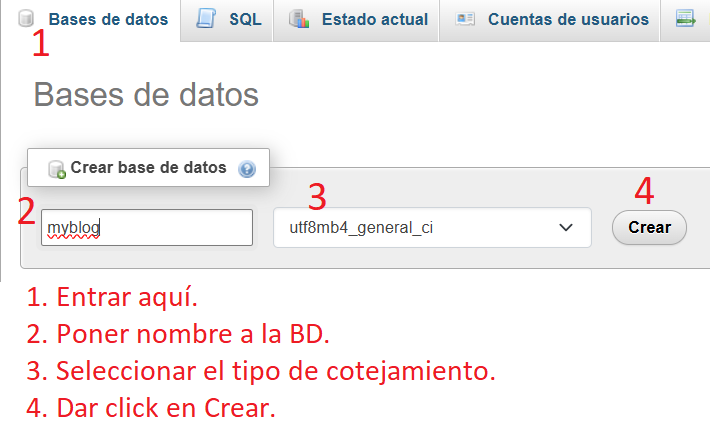 Bases de datos SQL Estado actual Cuentas de usuarios
1
Bases de datos
Crear base de datos
2 3 4
myblog utf8mb4_general_ci Crear
1. Entrar aquí.
2. Poner nombre a la BD.
3. Seleccionar el tipo de cotejamiento.
4. Dar click en Crear.